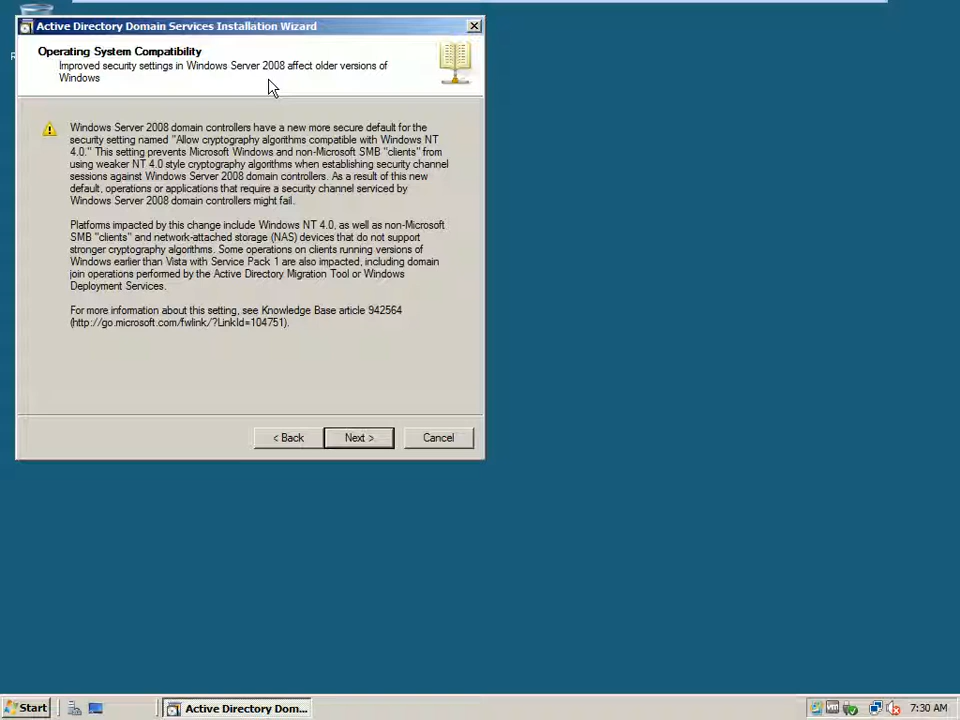 Active Directory Domain Services Installation Wizard
Operating System Compatibility
Improved security settings in Windows Server 2008 affect older versions of
Windows
Windows Server 2008 domain controllers have a new more secure default for the
security setting named "Allow cryptography algorithms compatible with Windows NT
4.0." This setting prevents Microsoft Windows and non-Microsoft SMB "clients" from
using weaker NT 4.0 style cryptography algorithms when establishing security channel
sessions against Windows Server 2008 domain controllers. As a result of this new
default, operations or applications that require a security channel serviced by
Windows Server 2008 domain controllers might fail.
Platforms impacted by this change include Windows NT 4.0, as well as non-Microsoft
SMB "clients" and network-attached storage (NAS) devices that do not support
stronger cryptography algorithms. Some operations on clients running versions of
Windows earlier than Vista with Service Pack 1 are also impacted, including domain
join operations performed by the Active Directory Migration Tool or Windows
Deployment Services.
For more information about this setting, see Knowledge Base article 942564
(http://go.microsoft.com/fwlink/?LinkId=104751).
< Back
Next >
Cancel
Start
Active Directory Dom...
7:30 AM